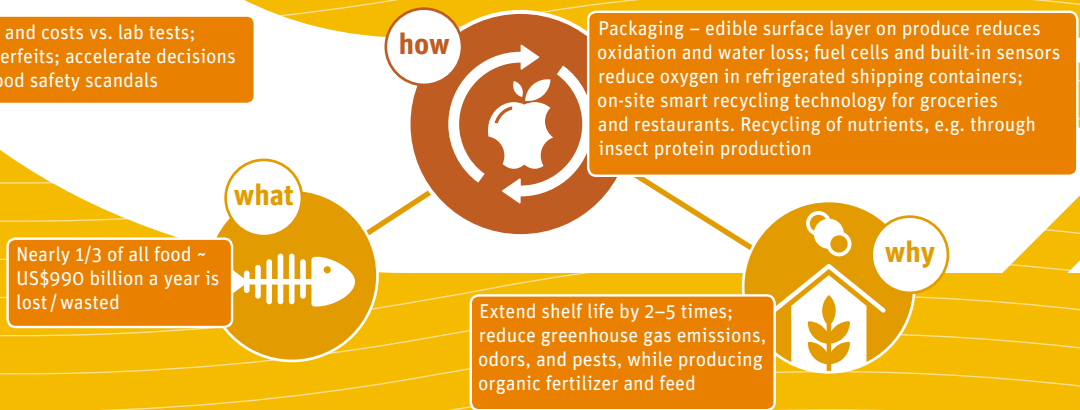 and costs vs. lab tests;
erfeits; accelerate decisions
ood safety scandals
how
Packaging – edible surface layer on produce reduces
oxidation and water loss; fuel cells and built-in sensors
reduce oxygen in refrigerated shipping containers;
on-site smart recycling technology for groceries
and restaurants. Recycling of nutrients, e.g. through
insect protein production
what
Nearly 1/3 of all food ~
US$990 billion a year is
lost/wasted
why
Extend shelf life by 2–5 times;
reduce greenhouse gas emissions,
odors, and pests, while producing
organic fertilizer and feed